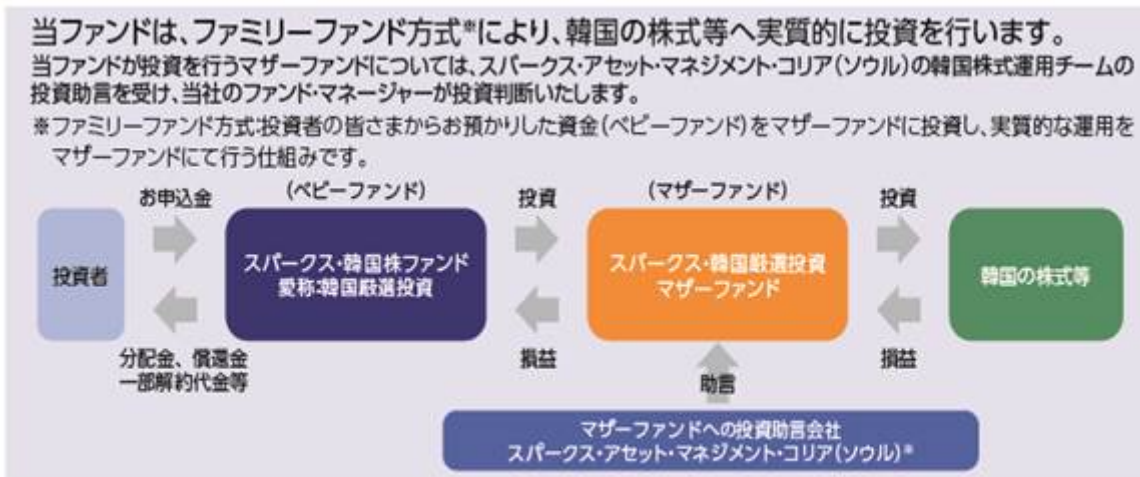 当ファンドは、ファミリーファンド方式※により、韓国の株式等へ実質的に投資を行います。
当ファンドが投資を行うマザーファンドについては、スパークス・アセット・マネジメント・コリア(ソウル)の韓国株式運用チームの
投資助言を受け、当社のファンド・マネージャーが投資判断いたします。
※ファミリーファンド方式:投資者の皆さまからお預かりした資金(ベビーファンド)をマザーファンドに投資し、実質的な運用を
マザーファンドにて行う仕組みです。
お申込金
(ベビーファンド)
投資
(マザーファンド)
投資
投資者
スパークス・韓国株ファンド
愛称:韓国厳選投資
スパークス・韓国厳選投資
マザーファンド
韓国の株式等
分配金、償還金
一部解約代金等
損益
助言
損益
マザーファンドへの投資助言会社
スパークス・アセット・マネジメント・コリア(ソウル)※